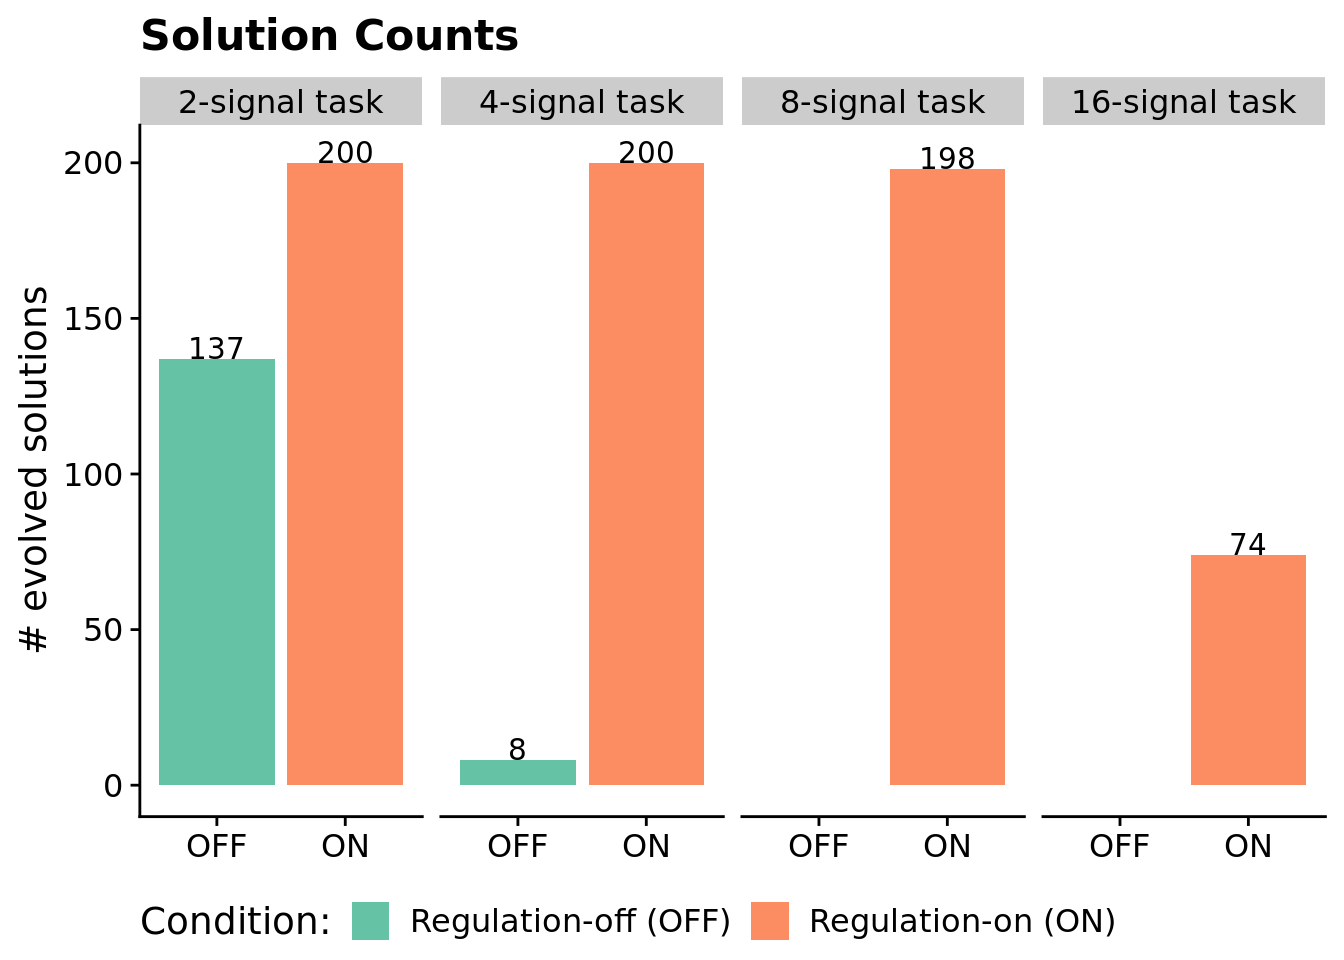 Solution Counts
2-signal task 4-signal task 8-signal task 16-signal task
# evolved solutions
200
150
100
50
0
137
200
8
200
198
74
OFF ON OFF ON OFF ON OFF ON
Condition: Regulation-off (OFF) Regulation-on (ON)